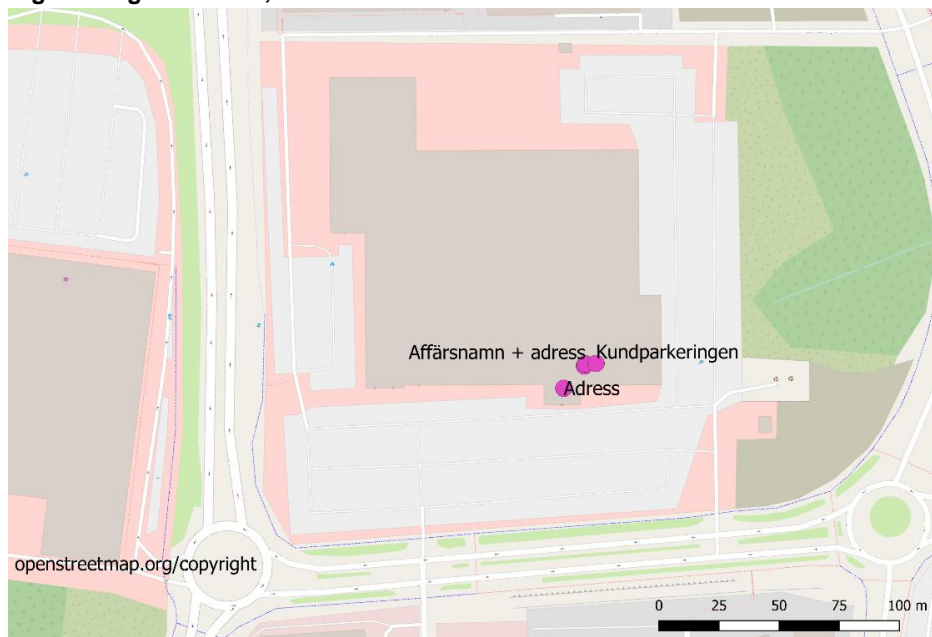 Affärsnamn + adress Kundparkeringen
Adress
openstreetmap.org/copyright
0 25 50 75 100 m